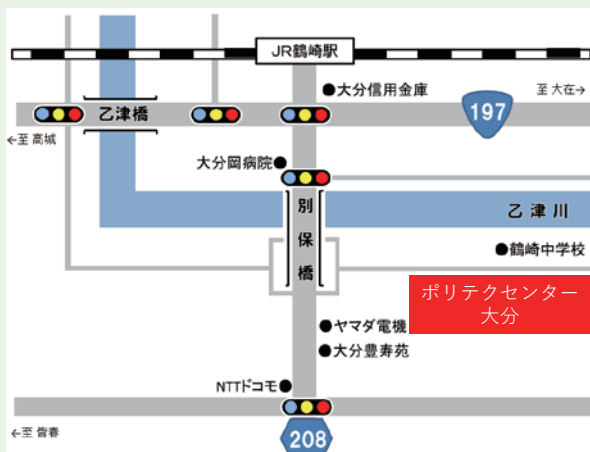 JR鶴崎駅
大分信用金庫
至 大在→
乙津橋
197
←至 高城
大分岡病院
別保橋
乙津川
鶴崎中学校
ポリテクセンター
大分
ヤマダ電機
大分豊寿苑
NTTドコモ
←至 皆春
208